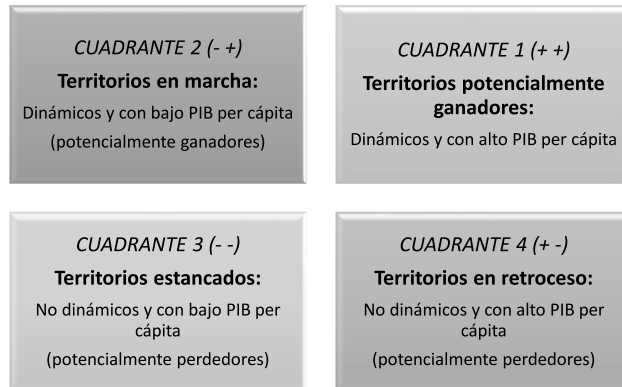 CUADRANTE 2 (- +)
Territorios en marcha:
Dinámicos y con bajo PIB per cápita
(potencialmente ganadores)
CUADRANTE 1 (+ +)
Territorios potencialmente
ganadores:
Dinámicos y con alto PIB per cápita
CUADRANTE 3 (- -)
Territorios estancados:
No dinámicos y con bajo PIB per
cápita
(potencialmente perdedores)
CUADRANTE 4 (+ -)
Territorios en retroceso:
No dinámicos y con alto PIB per
cápita
(potencialmente perdedores)